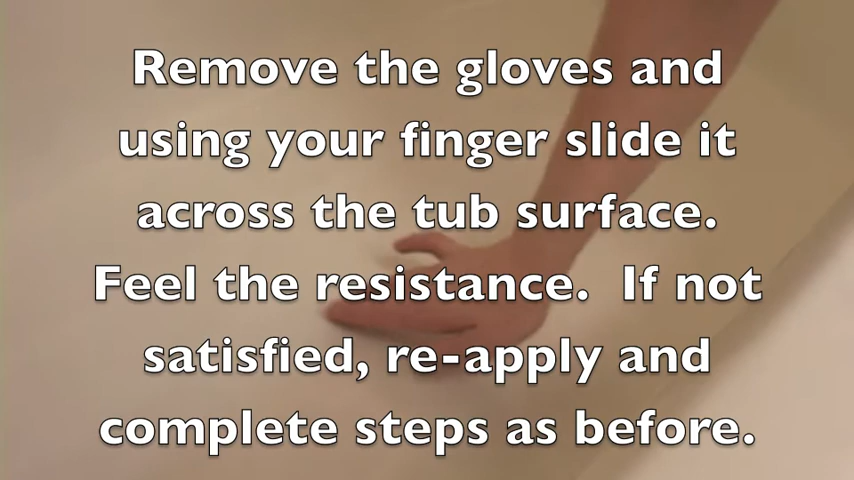 Remove the gloves and
using your finger slide it
across the tub surface.
Feel the resistance.  If not
satisfied, re-apply and
complete steps as before.